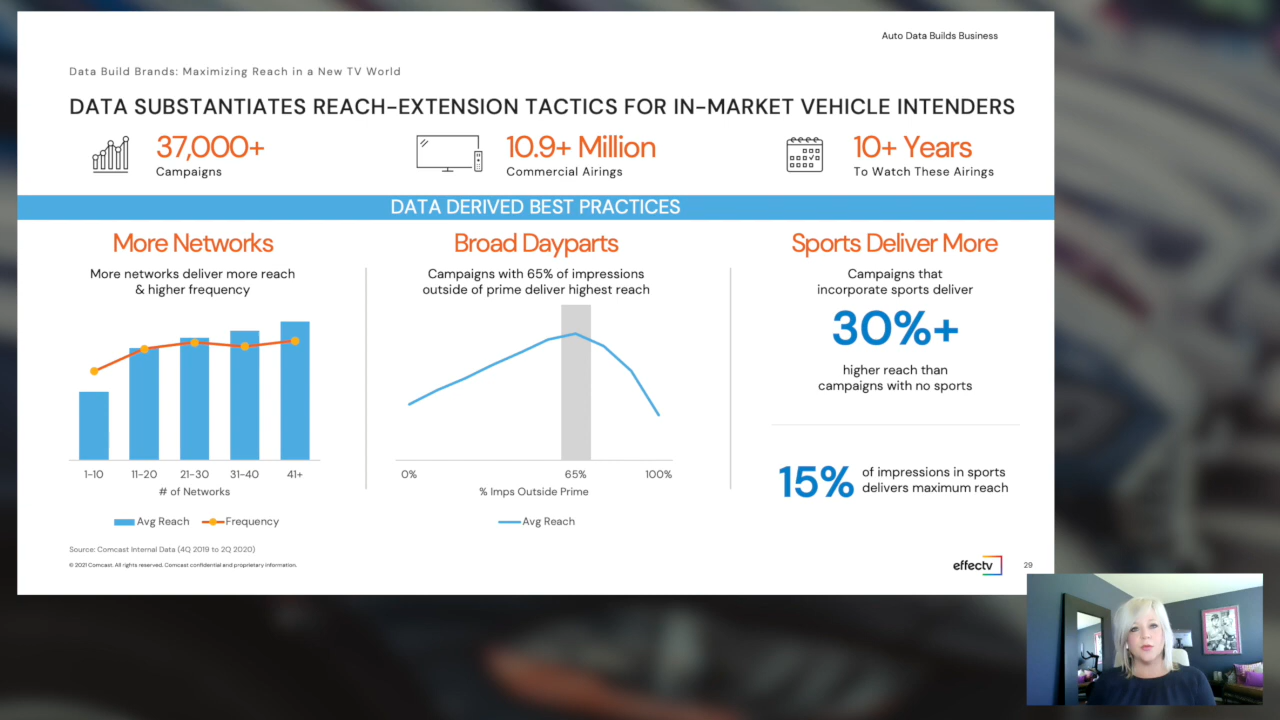 Auto Data Builds Business
Data Build Brands: Maximizing Reach in a New TV World
DATA SUBSTANTIATES REACH-EXTENSION TACTICS FOR IN-MARKET VEHICLE INTENDERS
37,000+
Campaigns
10.9+ Million
Commercial Airings
10+ Years
To Watch These Airings
DATA DERIVED BEST PRACTICES
More Networks
More networks deliver more reach
& higher frequency
1-10 11-20 21-30 31-40 41+
# of Networks
Avg Reach Frequency
Broad Dayparts
Campaigns with 65% of impressions
outside of prime deliver highest reach
0% 65% 100%
% Imps Outside Prime
Avg Reach
Sports Deliver More
Campaigns that
incorporate sports deliver
30%+
higher reach than
campaigns with no sports
15%
of impressions in sports
delivers maximum reach
Source: Comcast Internal Data (4Q 2019 to 2Q 2020)
© 2021 Comcast. All rights reserved. Comcast confidential and proprietary information.
effectv
29